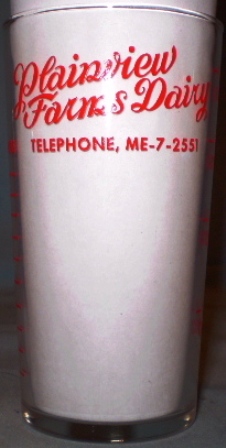 Plainview
Farms Dairy
TELEPHONE, ME-7-2551